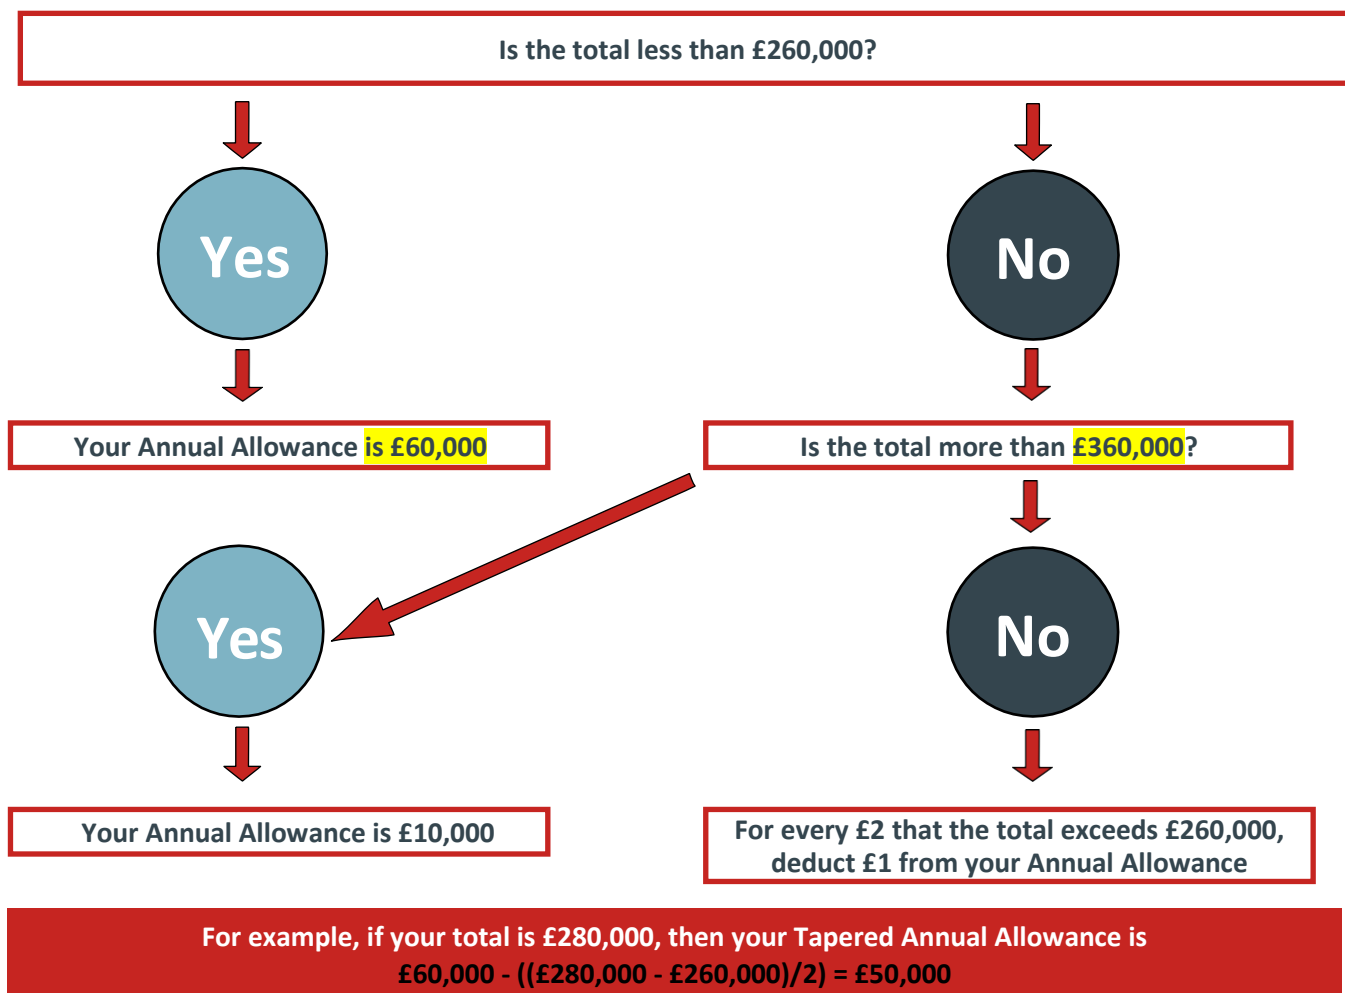 Is the total less than £260,000?
Yes
No
Your Annual Allowance is £60,000
Is the total more than £360,000?
Yes
No
Your Annual Allowance is £10,000
For every £2 that the total exceeds £260,000,
deduct £1 from your Annual Allowance
For example, if your total is £280,000, then your Tapered Annual Allowance is
£60,000 - ((£280,000 - £260,000)/2) = £50,000